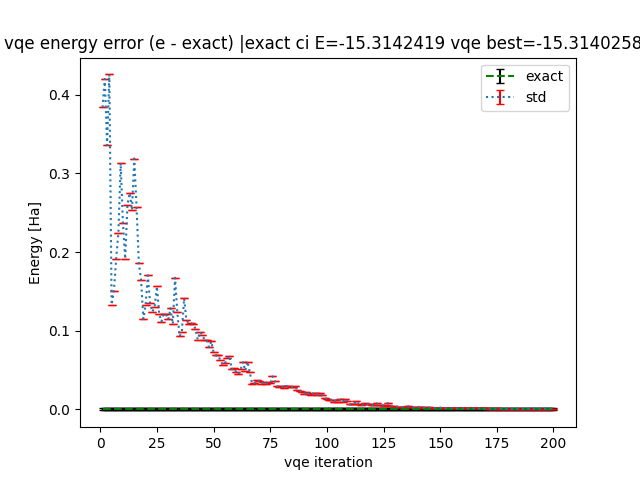 vqe energy error (e - exact) |exact ci E=-15.3142419 vqe best=-15.3140258
exact
std
Energy [Ha]
0.4
0.3
0.2
0.1
0.0
0 25 50 75 100 125 150 175 200
vqe iteration